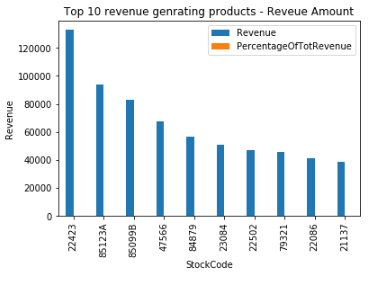 Top 10 revenue genrating products - Reveue Amount
Revenue
PercentageOfTotRevenue
120000
100000
80000
60000
40000
20000
0
Revenue
22423
85123A
85099B
47566
84879
23084
22502
79321
22086
21137
StockCode